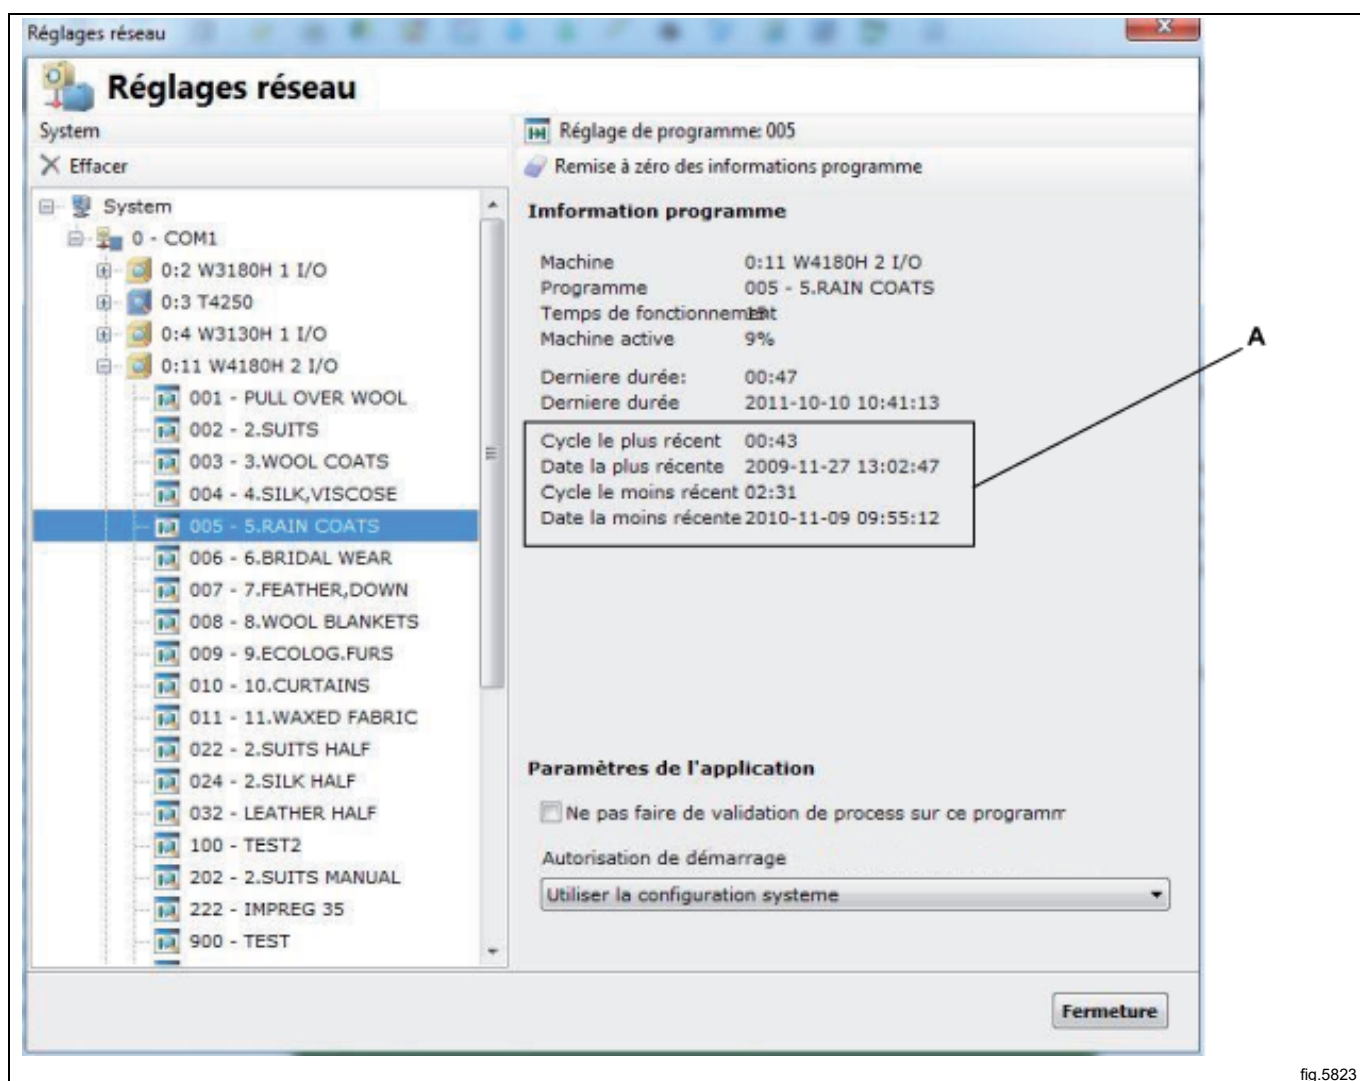 Réglages réseau
Réglages réseau
System
Effacer
System
0 - COM1
0:2 W3180H 1 I/O
0:3 T4250
0:4 W3130H 1 I/O
0:11 W4180H 2 I/O
001 - PULL OVER WOOL
002 - 2.SUITS
003 - 3.WOOL COATS
004 - 4.SILK,VISCOSE
005 - 5.RAIN COATS
006 - 6.BRIDAL WEAR
007 - 7.FEATHER,DOWN
008 - 8.WOOL BLANKETS
009 - 9.ECOLOG.FURS
010 - 10.CURTAINS
011 - 11.WAXED FABRIC
022 - 2.SUITS HALF
024 - 2.SILK HALF
032 - LEATHER HALF
100 - TEST2
202 - 2.SUITS MANUAL
222 - IMPREG 35
900 - TEST
Réglage de programme: 005
Remise à zéro des informations programme
Imformation programme
Machine 0:11 W4180H 2 I/O
Programme 005 - 5.RAIN COATS
Temps de fonctionnement
Machine active 9%
Derniere durée: 00:47
Derniere durée 2011-10-10 10:41:13
Cycle le plus récent 00:43
Date la plus récente 2009-11-27 13:02:47
Cycle le moins récent 02:31
Date la moins récente 2010-11-09 09:55:12
A
Paramètres de l'application
Ne pas faire de validation de process sur ce programm
Autorisation de démarrage
Utiliser la configuration systeme
Fermeture
fig.5823